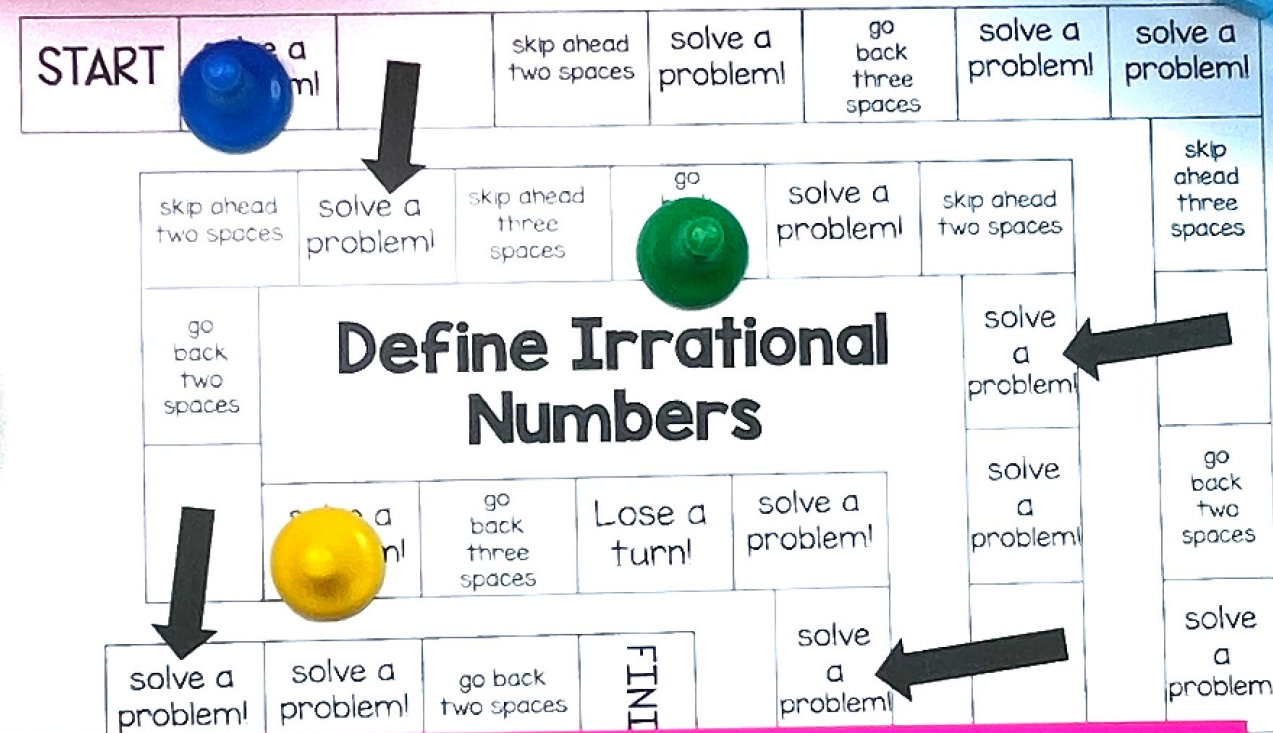 START
a
m!
skip ahead
two spaces
solve a
problem!
go
back
three
spaces
solve a
problem!
solve a
problem!
skip
ahead
three
spaces
skip ahead
two spaces
solve a
problem!
skip ahead
three
spaces
go
solve a
problem!
skip ahead
two spaces
go
back
two
spaces
Define Irrational
Numbers
solve
a
problem!
solve
a
problem!
go
back
two
spaces
a
go
back
three
spaces
Lose a
turn!
solve a
problem!
solve
a
problem!
solve
a
problem
solve a
problem!
solve a
problem!
go back
two spaces
FINI